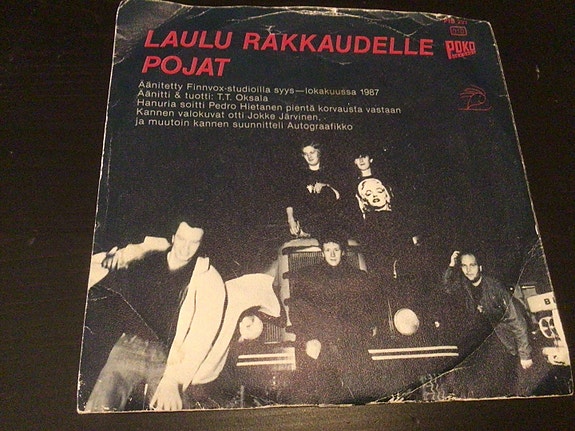 LAULU RAKKAUDELLE
POJAT
POKO
Äänitetty Finnvox-studioilla syys—lokakuussa 1987
Äänitti & tuotti: T.T. Oksala
Hanuria soitti Pedro Hietanen pientä korvausta vastaan
Kannen valokuvat otti Jokke Järvinen,
ja muutoin kannen suunnitteli Autograafikko